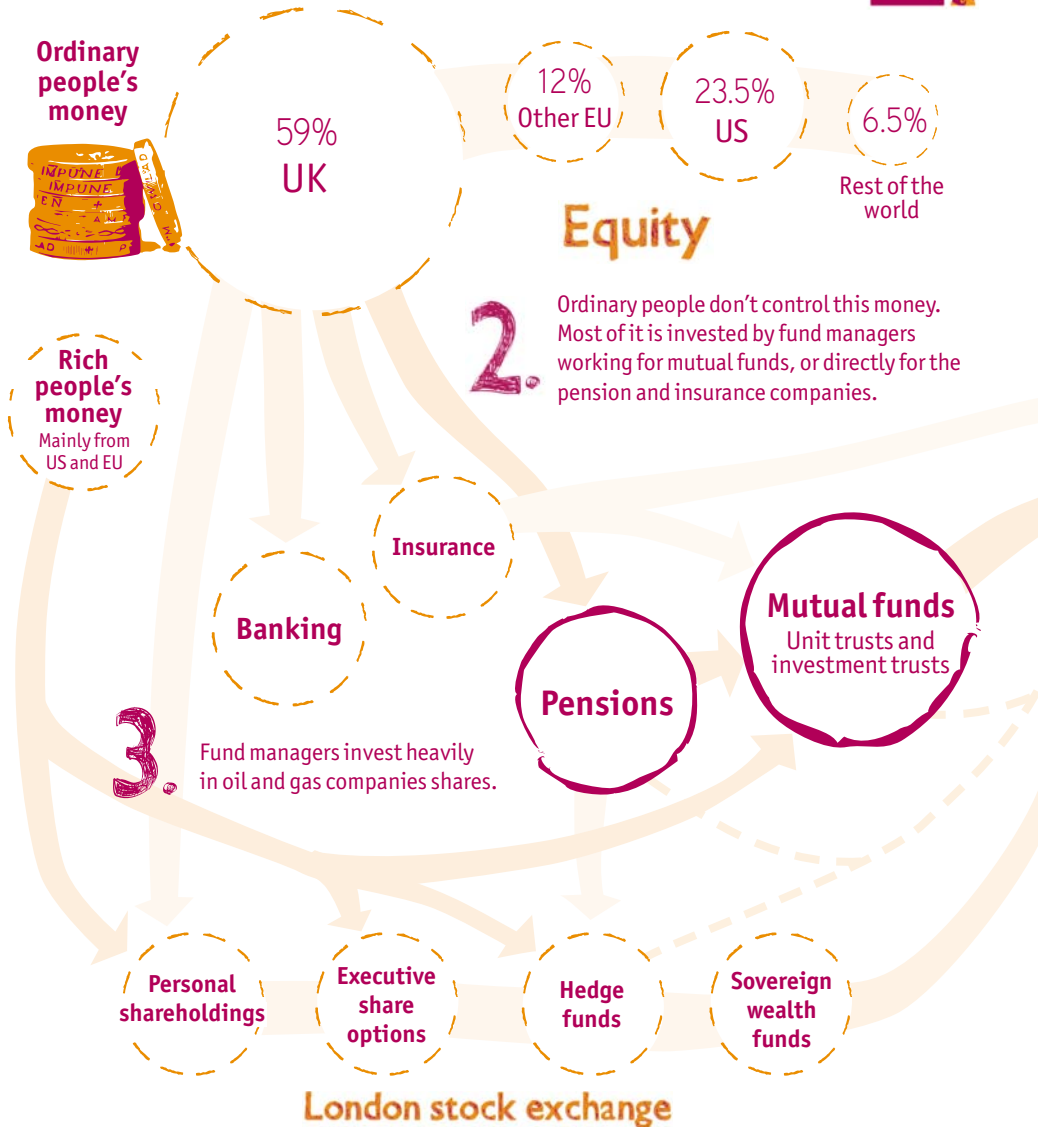 Ordinary
people's
money
59%
UK
12%
Other EU
23.5%
US
6.5%
Rest of the
world
IMPUNE
IMPUNE
EN +
AD P
Equity
2.
Ordinary people don't control this money.
Most of it is invested by fund managers
working for mutual funds, or directly for the
pension and insurance companies.
Rich
people's
money
Mainly from
US and EU
Insurance
Banking
Pensions
Mutual funds
Unit trusts and
investment trusts
3.
Fund managers invest heavily
in oil and gas companies shares.
Personal
shareholdings
Executive
share
options
Hedge
funds
Sovereign
wealth
funds
London stock exchange